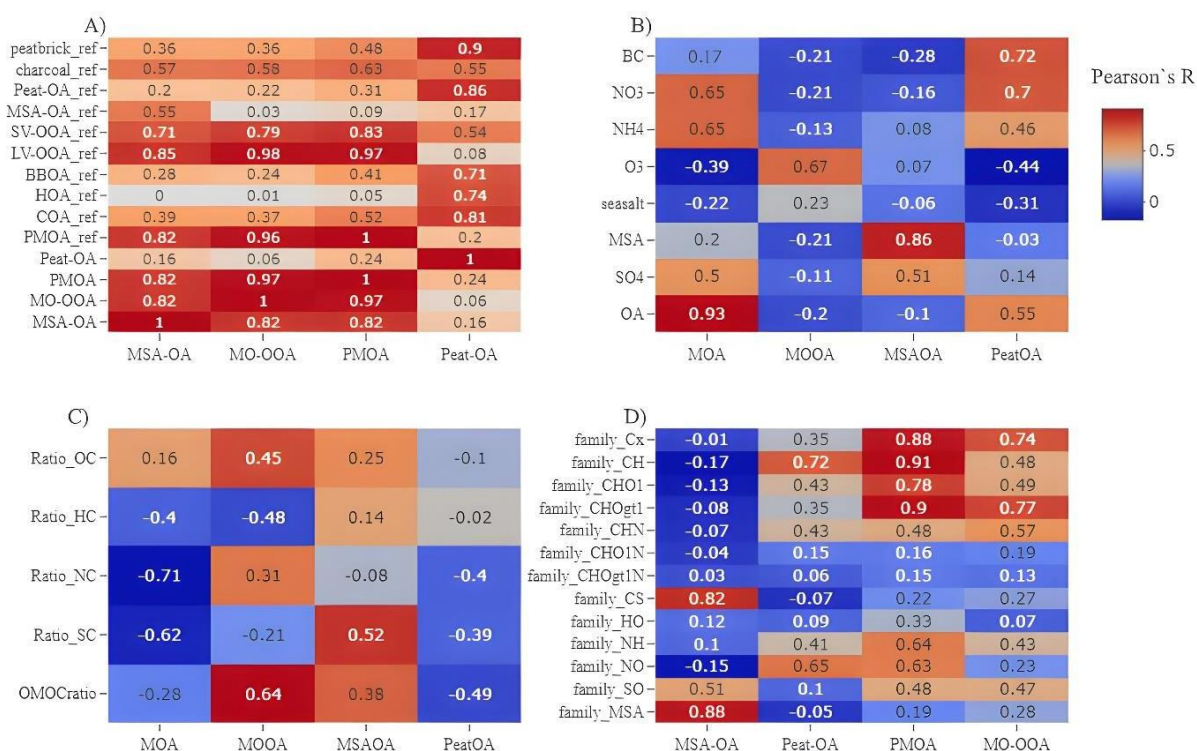 A)
peatbrick_ref 0.36 0.36 0.48 0.9
charcoal_ref 0.57 0.58 0.63 0.55
Peat-OA_ref 0.2 0.22 0.31 0.86
MSA-OA_ref 0.55 0.03 0.09 0.17
SV-OOA_ref 0.71 0.79 0.83 0.54
LV-OOA_ref 0.85 0.98 0.97 0.08
BBOA_ref 0.28 0.24 0.41 0.71
HOA_ref 0 0.01 0.05 0.74
COA_ref 0.39 0.37 0.52 0.81
PMOA_ref 0.82 0.96 1 0.2
Peat-OA 0.16 0.06 0.24 1
PMOA 0.82 0.97 1 0.24
MO-OOA 0.82 1 0.97 0.06
MSA-OA 1 0.82 0.82 0.16
MSA-OA MO-OOA PMOA Peat-OA
B)
BC 0.17 -0.21 -0.28 0.72
NO3 0.65 -0.21 -0.16 0.7
NH4 0.65 -0.13 0.08 0.46
O3 -0.39 0.67 0.07 -0.44
seasalt -0.22 0.23 -0.06 -0.31
MSA 0.2 -0.21 0.86 -0.03
SO4 0.5 -0.11 0.51 0.14
OA 0.93 -0.2 -0.1 0.55
MOA MOOA MSAOA PeatOA
Pearson`s R
0.5
0
C)
Ratio_OC 0.16 0.45 0.25 -0.1
Ratio_HC -0.4 -0.48 0.14 -0.02
Ratio_NC -0.71 0.31 -0.08 -0.4
Ratio_SC -0.62 -0.21 0.52 -0.39
OMOCratio -0.28 0.64 0.38 -0.49
MOA MOOA MSAOA PeatOA
D)
family_Cx -0.01 0.35 0.88 0.74
family_CH -0.17 0.72 0.91 0.48
family_CHO1 -0.13 0.43 0.78 0.49
family_CHOgt1 -0.08 0.35 0.9 0.77
family_CHN -0.07 0.43 0.48 0.57
family_CHO1N -0.04 0.15 0.16 0.19
family_CHOgt1N 0.03 0.06 0.15 0.13
family_CS 0.82 -0.07 0.22 0.27
family_HO 0.12 0.09 0.33 0.07
family_NH 0.1 0.41 0.64 0.43
family_NO -0.15 0.65 0.63 0.23
family_SO 0.51 0.1 0.48 0.47
family_MSA 0.88 -0.05 0.19 0.28
MSA-OA Peat-OA PMOA MO-OOA